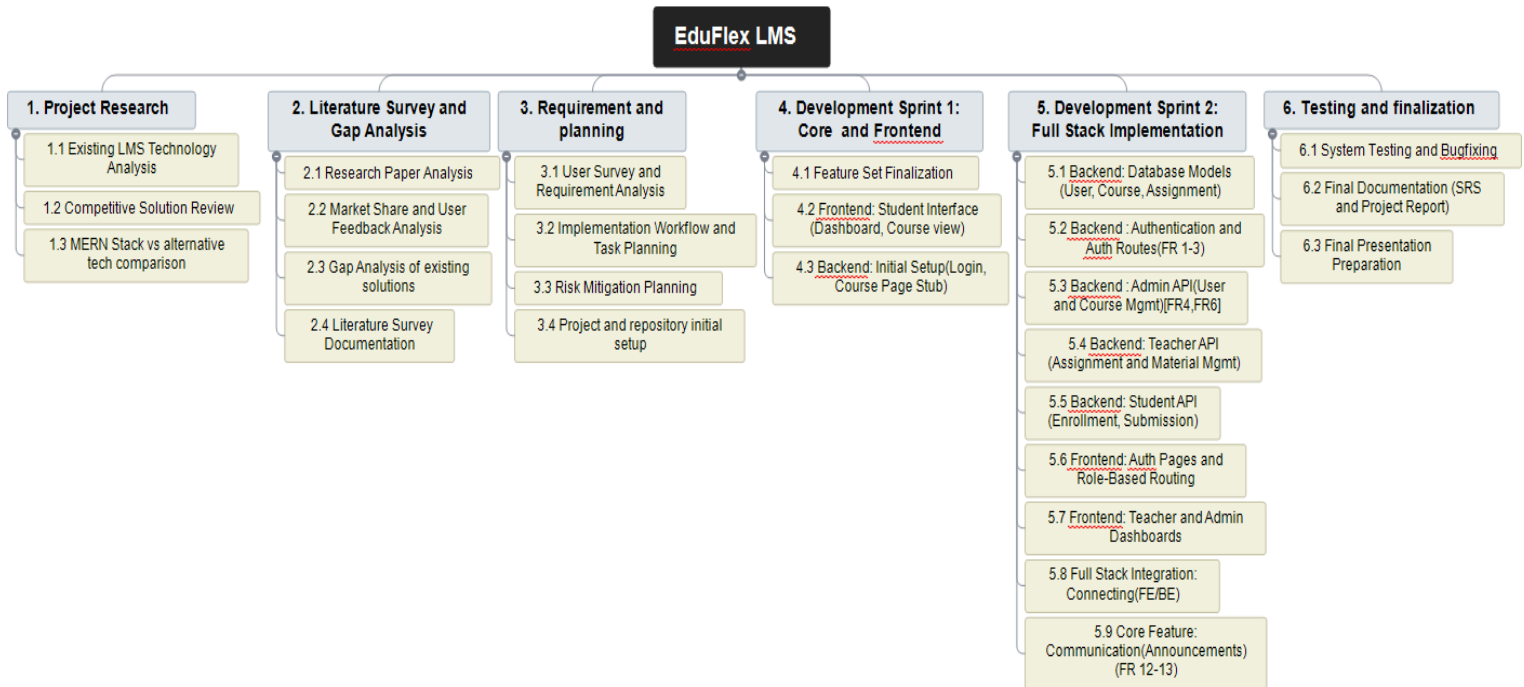 EduFlex LMS
1. Project Research
1.1 Existing LMS Technology
Analysis
1.2 Competitive Solution Review
1.3 MERN Stack vs alternative
tech comparison
2. Literature Survey and
Gap Analysis
2.1 Research Paper Analysis
2.2 Market Share and User
Feedback Analysis
2.3 Gap Analysis of existing
solutions
2.4 Literature Survey
Documentation
3. Requirement and
planning
3.1 User Survey and
Requirement Analysis
3.2 Implementation Workflow and
Task Planning
3.3 Risk Mitigation Planning
3.4 Project and repository initial
setup
4. Development Sprint 1:
Core and Frontend
4.1 Feature Set Finalization
4.2 Frontend: Student Interface
(Dashboard, Course view)
4.3 Backend: Initial Setup(Login,
Course Page Stub)
5. Development Sprint 2:
Full Stack Implementation
5.1 Backend: Database Models
(User, Course, Assignment)
5.2 Backend : Authentication and
Auth Routes(FR 1-3)
5.3 Backend : Admin API(User
and Course Mgmt)[FR4,FR6]
5.4 Backend: Teacher API
(Assignment and Material Mgmt)
5.5 Backend: Student API
(Enrollment, Submission)
5.6 Frontend: Auth Pages and
Role-Based Routing
5.7 Frontend: Teacher and Admin
Dashboards
5.8 Full Stack Integration:
Connecting(FE/BE)
5.9 Core Feature:
Communication(Announcements)
(FR 12-13)
6. Testing and finalization
6.1 System Testing and Bugfixing
6.2 Final Documentation (SRS
and Project Report)
6.3 Final Presentation
Preparation